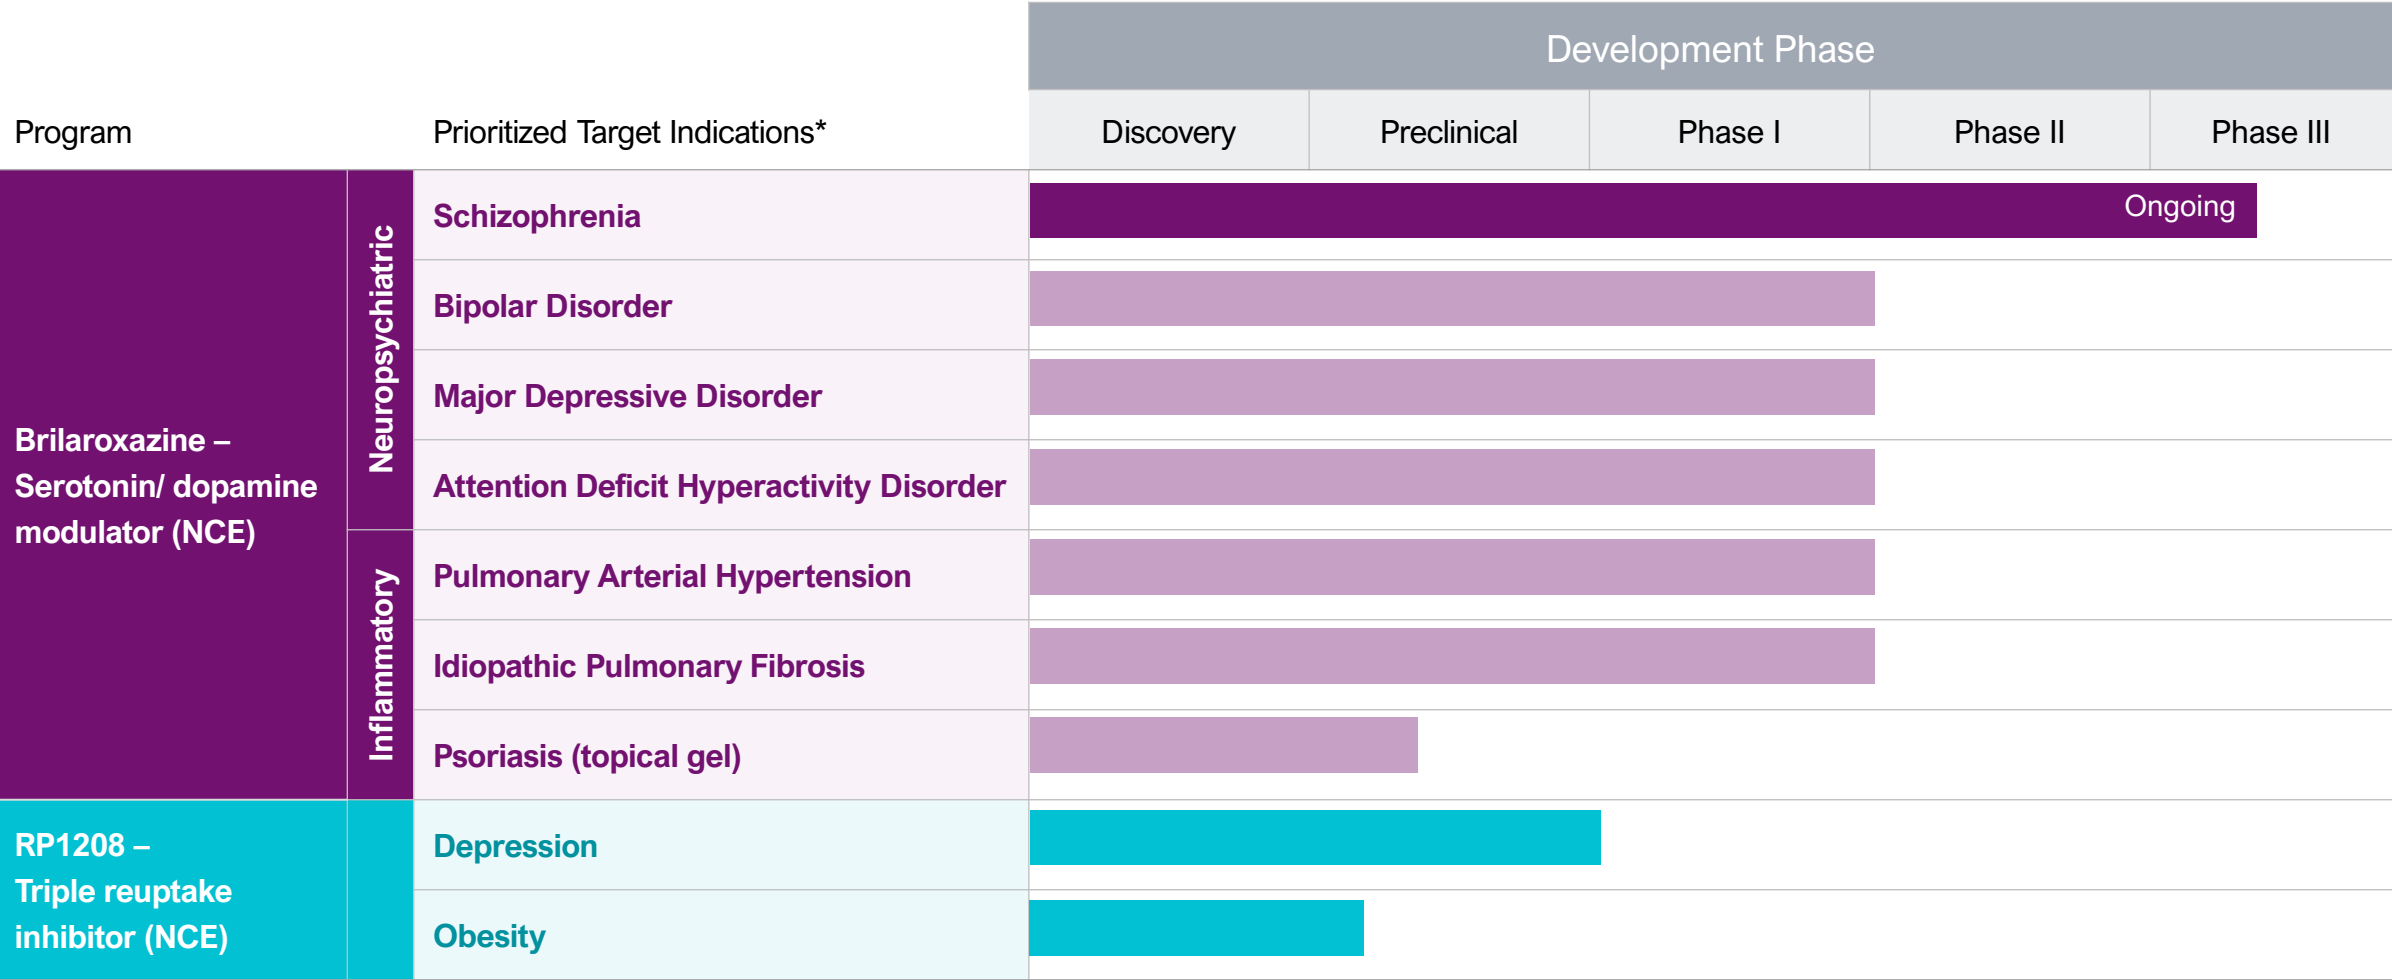 Development Phase
Program
Prioritized Target Indications*
Discovery
Preclinical
Phase I
Phase II
Phase III
Brilaroxazine –
Serotonin/ dopamine
modulator (NCE)
Neuropsychiatric
Schizophrenia
Ongoing
Bipolar Disorder
Major Depressive Disorder
Attention Deficit Hyperactivity Disorder
Inflammatory
Pulmonary Arterial Hypertension
Idiopathic Pulmonary Fibrosis
Psoriasis (topical gel)
RP1208 –
Triple reuptake
inhibitor (NCE)
Depression
Obesity